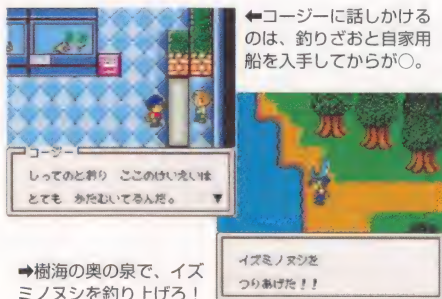 ⬅コージーに話しかける
のは、釣りざおと自家用
船を入手してからが○。
コージー
しってのとおり ここのけいえいは
とても かたむいてるんだ。 ▼
イズミノヌシを
つりあげた!!
➡樹海の奥の泉で、イズ
ミノヌシを釣り上げろ!